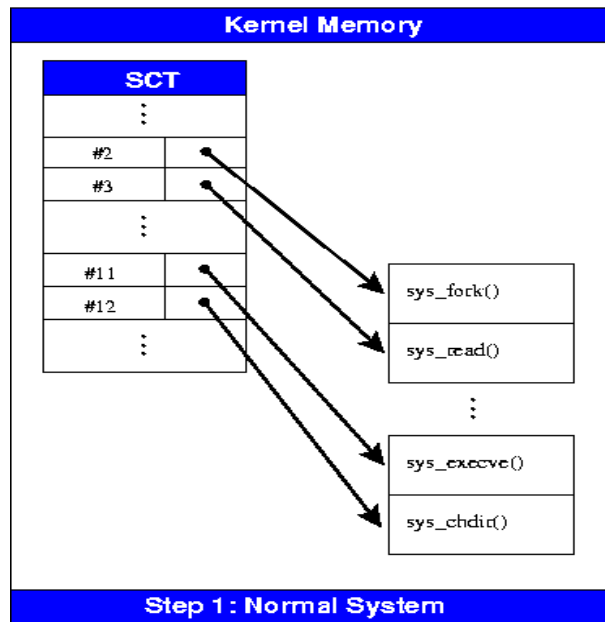 Kernel Memory
SCT
#2
#3
#11
#12
sys_fork()
sys_read()
sys_execve()
sys_chdir()
Step 1: Normal System